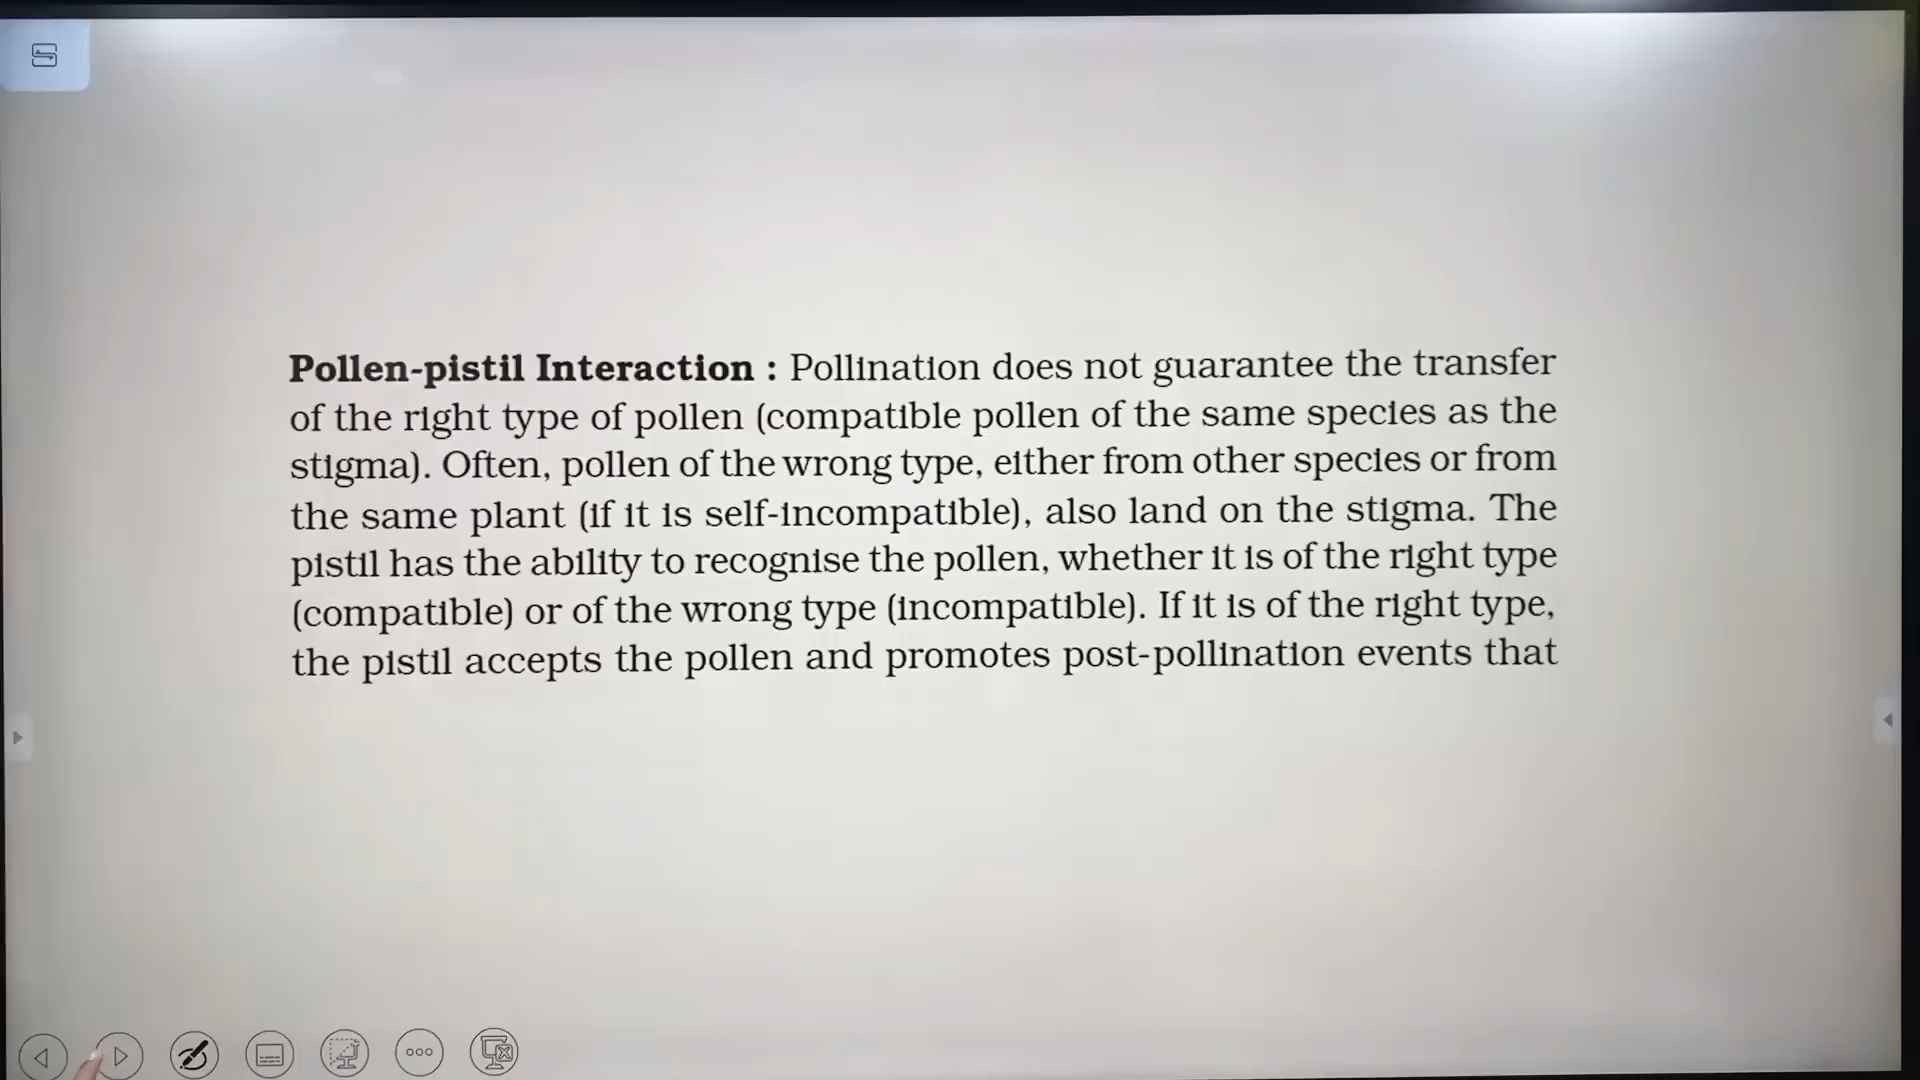 Pollen-pistil Interaction : Pollination does not guarantee the transfer
of the right type of pollen (compatible pollen of the same species as the
stigma). Often, pollen of the wrong type, either from other species or from
the same plant (if it is self-incompatible), also land on the stigma. The
pistil has the ability to recognise the pollen, whether it is of the right type
(compatible) or of the wrong type (incompatible). If it is of the right type,
the pistil accepts the pollen and promotes post-pollination events that